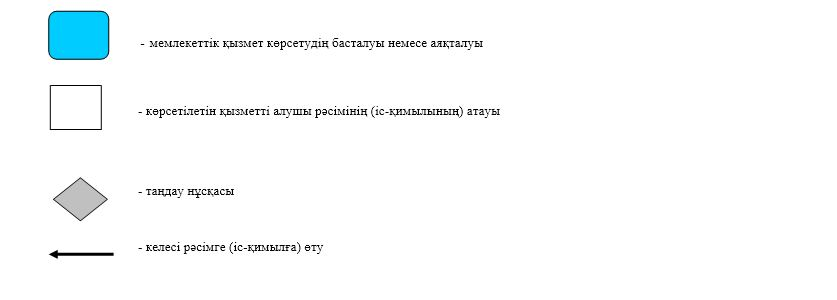 - мемлекеттік қызмет көрсетудің басталуы немесе аяқталуы
- көрсетілетін қызметті алушы рәсімінің (іс-қимылының) атауы
- таңдау нұсқасы
- келесі рәсімге (іс-қимылға) өту